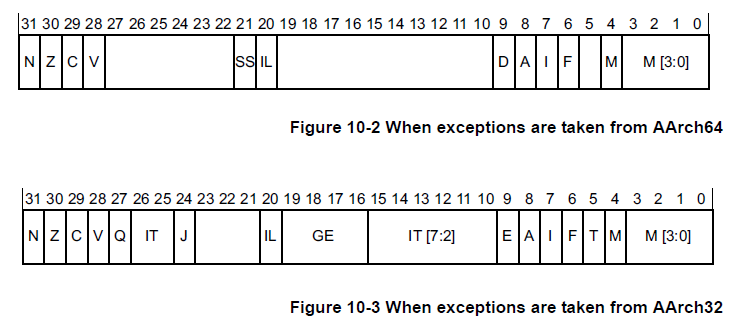 31 30 29 28 27 26 25 24 23 22 21 20 19 18 17 16 15 14 13 12 11 10 9 8 7 6 5 4 3 2 1 0
N Z C V SS IL D A I F M M [3:0]
Figure 10-2 When exceptions are taken from AArch64
31 30 29 28 27 26 25 24 23 22 21 20 19 18 17 16 15 14 13 12 11 10 9 8 7 6 5 4 3 2 1 0
N Z C V Q IT J IL GE IT [7:2] E A I F T M M [3:0]
Figure 10-3 When exceptions are taken from AArch32